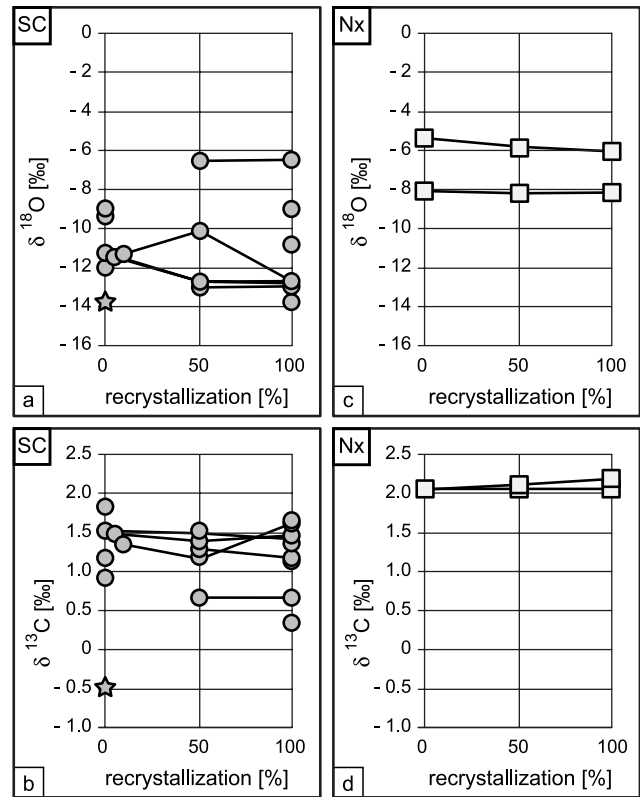 SC
0
- 2
- 4
- 6
- 8
- 10
- 12
- 14
- 16
δ 18O [‰]
0 50 100
recrystallization [%]
a
Nx
0
- 2
- 4
- 6
- 8
- 10
- 12
- 14
- 16
δ 18O [‰]
0 50 100
recrystallization [%]
c
SC
2.5
2.0
1.5
1.0
0.5
0
- 0.5
- 1.0
δ 13C [‰]
0 50 100
recrystallization [%]
b
Nx
2.5
2.0
1.5
1.0
0.5
0
- 0.5
- 1.0
δ 13C [‰]
0 50 100
recrystallization [%]
d